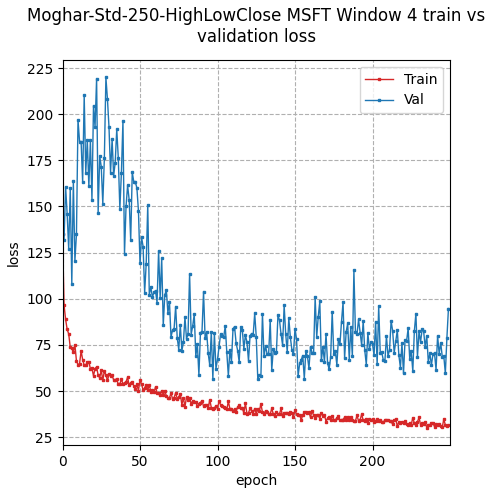 Moghar-Std-250-HighLowClose MSFT Window 4 train vs
validation loss
225
200
175
150
125
100
75
50
25
loss
Train
Val
0 50 100 150 200
epoch